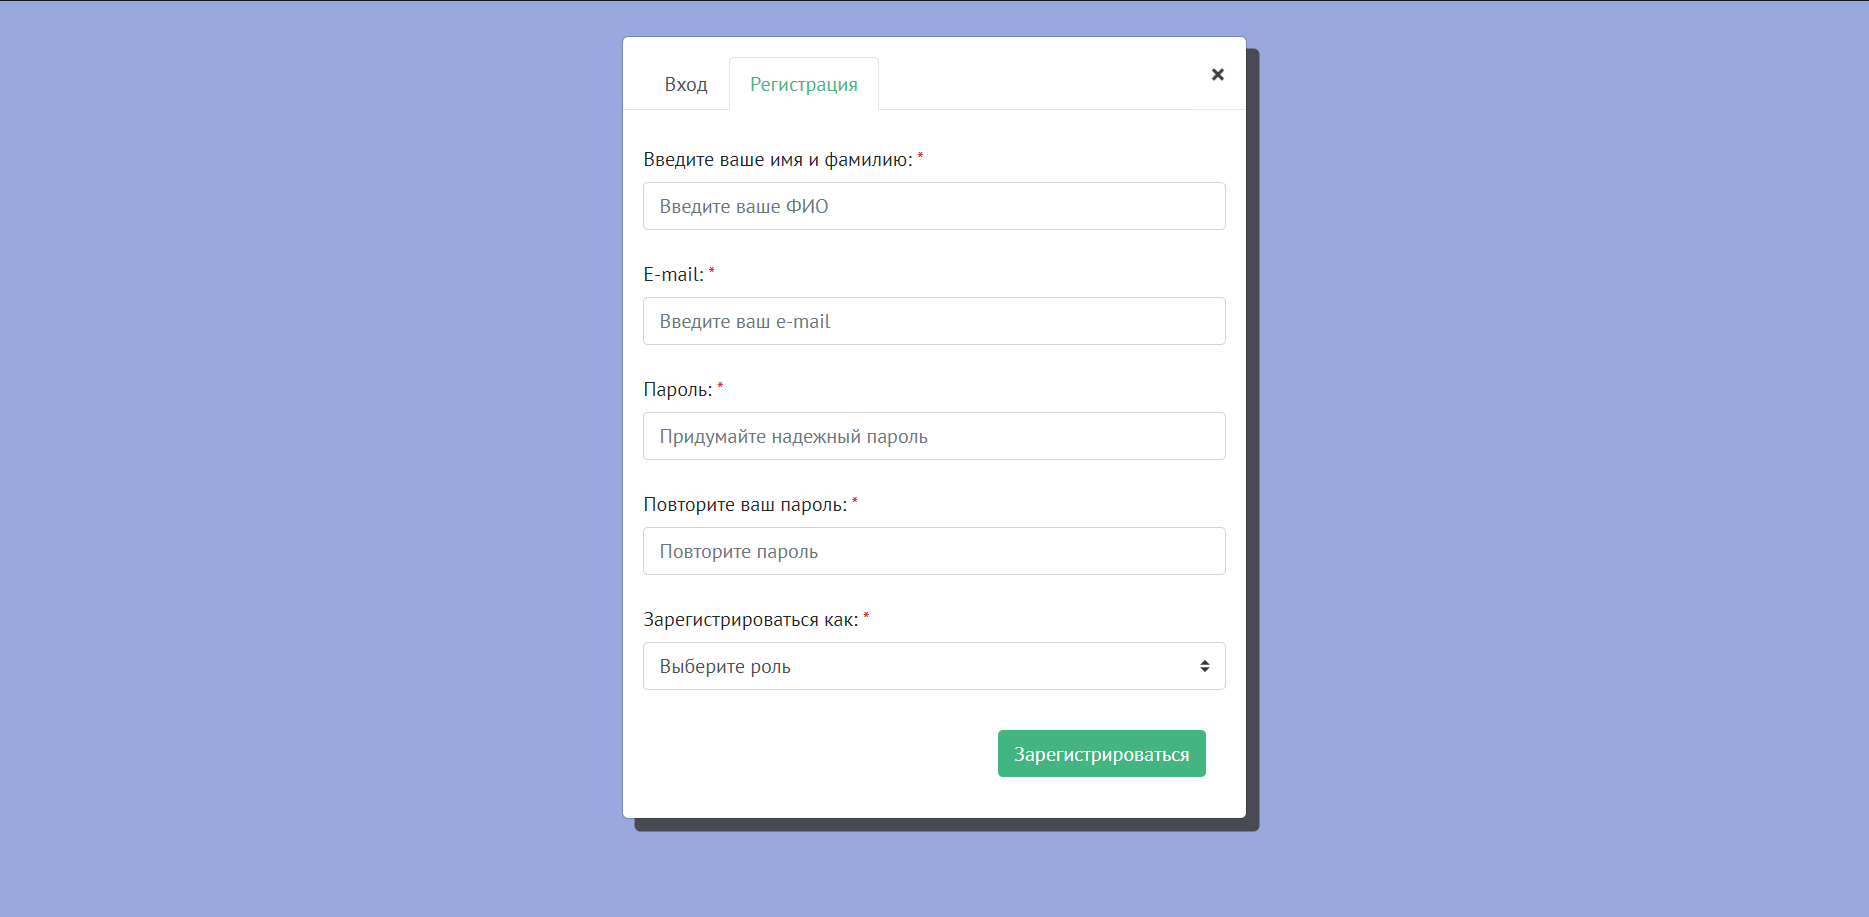 Вход
Регистрация
×
Введите ваше имя и фамилию: *
Введите ваше ФИО
E-mail: *
Введите ваш e-mail
Пароль: *
Придумайте надежный пароль
Повторите ваш пароль: *
Повторите пароль
Зарегистрироваться как: *
Выберите роль
Зарегистрироваться